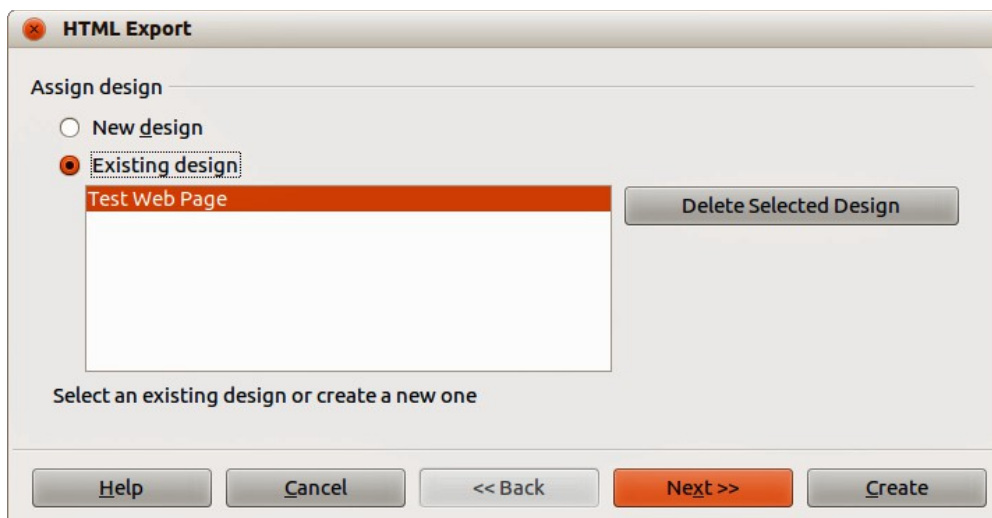 HTML Export
Assign design
New design
Existing design
Test Web Page
Delete Selected Design
Select an existing design or create a new one
Help
Cancel
<< Back
Next >>
Create